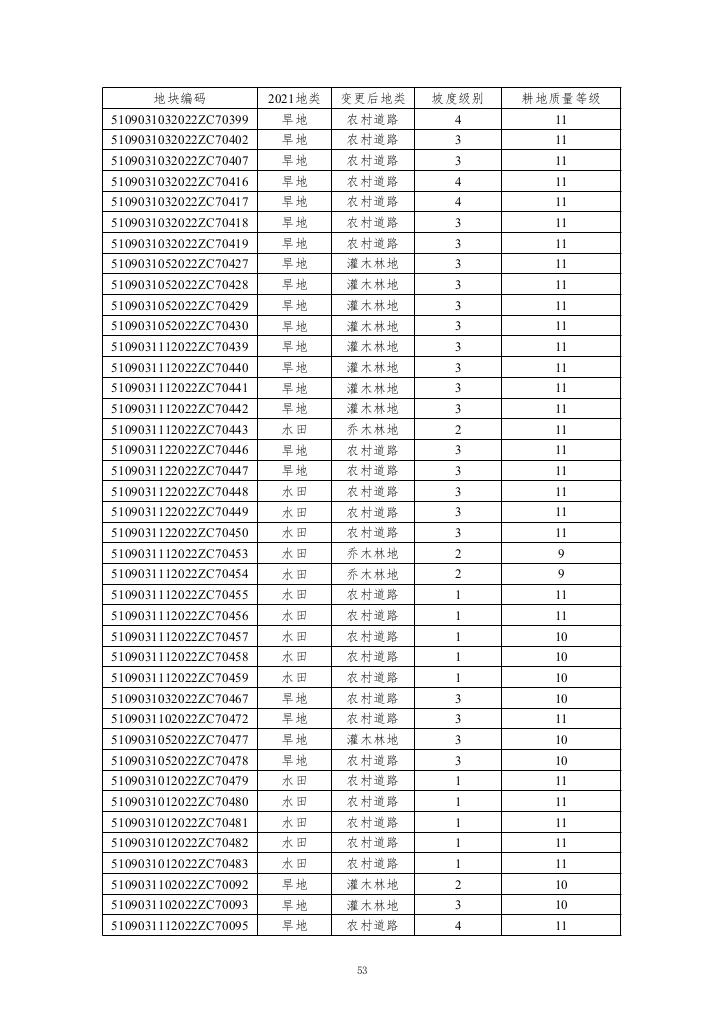 地块编码 2021地类 变更后地类 坡度级别 耕地质量等级
5109031032022ZC70399 旱地 农村道路 4 11
5109031032022ZC70402 旱地 农村道路 3 11
5109031032022ZC70407 旱地 农村道路 3 11
5109031032022ZC70416 旱地 农村道路 4 11
5109031032022ZC70417 旱地 农村道路 4 11
5109031032022ZC70418 旱地 农村道路 3 11
5109031032022ZC70419 旱地 农村道路 3 11
5109031052022ZC70427 旱地 灌木林地 3 11
5109031052022ZC70428 旱地 灌木林地 3 11
5109031052022ZC70429 旱地 灌木林地 3 11
5109031052022ZC70430 旱地 灌木林地 3 11
5109031112022ZC70439 旱地 灌木林地 3 11
5109031112022ZC70440 旱地 灌木林地 3 11
5109031112022ZC70441 旱地 灌木林地 3 11
5109031112022ZC70442 旱地 灌木林地 3 11
5109031112022ZC70443 水田 乔木林地 2 11
5109031122022ZC70446 旱地 农村道路 3 11
5109031122022ZC70447 旱地 农村道路 3 11
5109031122022ZC70448 水田 农村道路 3 11
5109031122022ZC70449 水田 农村道路 3 11
5109031122022ZC70450 水田 农村道路 3 11
5109031112022ZC70453 水田 乔木林地 2 9
5109031112022ZC70454 水田 乔木林地 2 9
5109031112022ZC70455 水田 农村道路 1 11
5109031112022ZC70456 水田 农村道路 1 11
5109031112022ZC70457 水田 农村道路 1 10
5109031112022ZC70458 水田 农村道路 1 10
5109031112022ZC70459 水田 农村道路 1 10
5109031032022ZC70467 旱地 农村道路 3 10
5109031102022ZC70472 旱地 农村道路 3 11
5109031052022ZC70477 旱地 灌木林地 3 10
5109031052022ZC70478 旱地 农村道路 3 10
5109031012022ZC70479 水田 农村道路 1 11
5109031012022ZC70480 水田 农村道路 1 11
5109031012022ZC70481 水田 农村道路 1 11
5109031012022ZC70482 水田 农村道路 1 11
5109031012022ZC70483 水田 农村道路 1 11
5109031102022ZC70092 旱地 灌木林地 2 10
5109031102022ZC70093 旱地 灌木林地 3 10
5109031112022ZC70095 旱地 农村道路 4 11
53